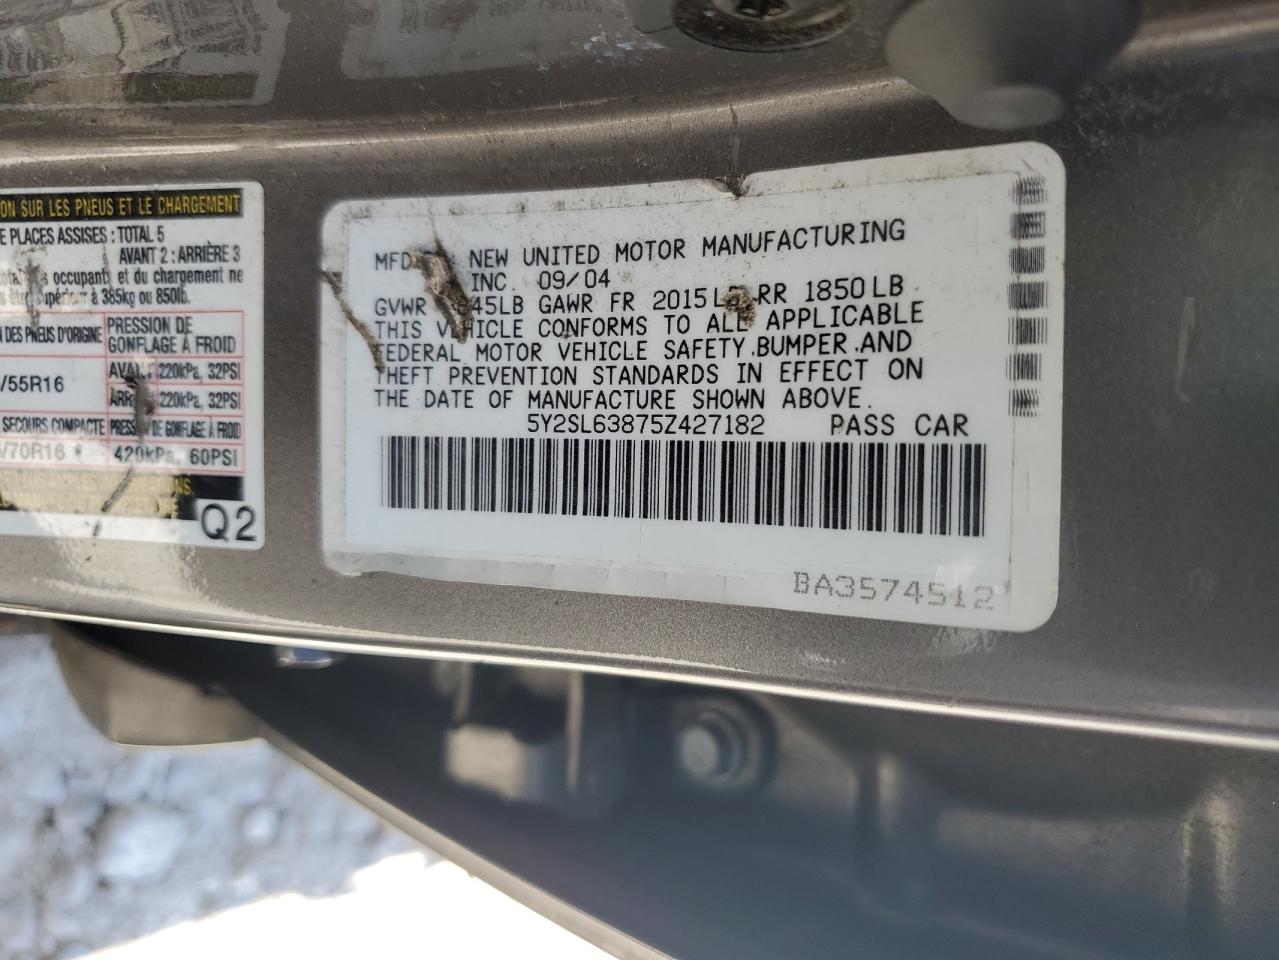 ON SUR LES PNEUS ET LE CHARGEMENT
E PLACES ASSISES : TOTAL 5
AVANT 2 : ARRIÈRE 3
occupants et du chargement ne
supérieur à 385kg ou 850lb.
DES PNEUS D'ORIGINE
PRESSION DE
GONFLAGE À FROID
/55R16
AVANT 220kPa, 32PSI
220kPa, 32PSI
SECOURS COMPACTE
PRESSION DE GONFLAGE À FROID
/70R16
420kPa, 60PSI
Q2
MFD NEW UNITED MOTOR MANUFACTURING
INC. 09/04
GVWR 45LB GAWR FR 2015LB RR 1850LB
THIS VEHICLE CONFORMS TO ALL APPLICABLE
FEDERAL MOTOR VEHICLE SAFETY,BUMPER,AND
THEFT PREVENTION STANDARDS IN EFFECT ON
THE DATE OF MANUFACTURE SHOWN ABOVE.
5Y2SL63875Z427182 PASS CAR
BA3574512